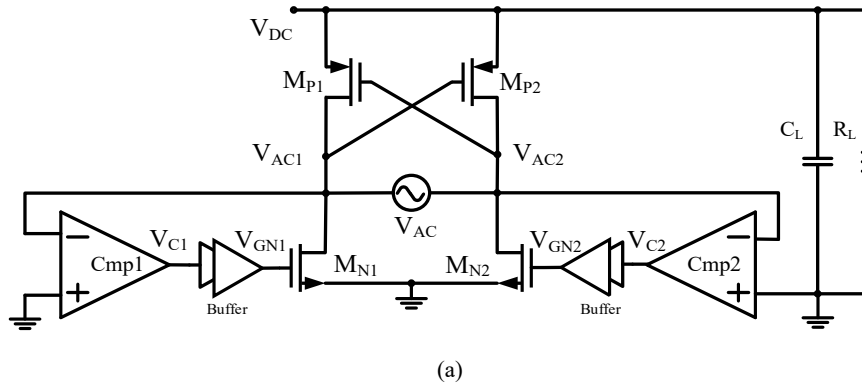 V_DC
M_P1
M_P2
C_L
R_L
V_AC1
V_AC2
V_AC
V_C1
V_GN1
V_GN2
V_C2
−
−
Cmp1
M_N1
M_N2
Cmp2
+
+
Buffer
Buffer
(a)